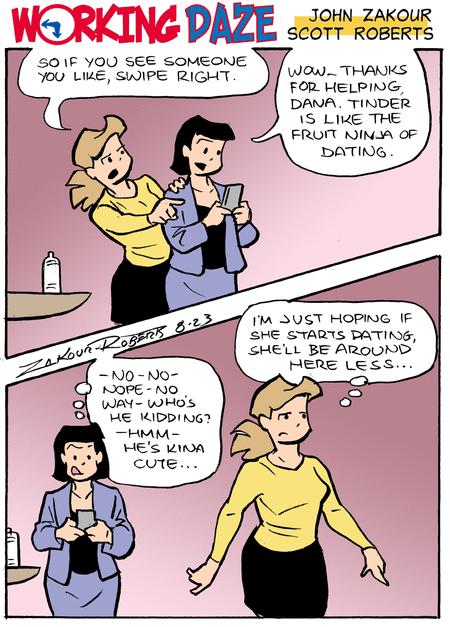 WORKING DAZE
JOHN ZAKOUR
SCOTT ROBERTS
SO IF YOU SEE SOMEONE
YOU LIKE, SWIPE RIGHT.
WOW— THANKS
FOR HELPING,
DANA. TINDER
IS LIKE THE
FRUIT NINJA OF
DATING.
ZAKOUR-ROBERTS 8-23
-NO-NO-
NOPE-NO
WAY-WHO'S
HE KIDDING?
-HMM-
HE'S KINA
CUTE...
I'M JUST HOPING IF
SHE STARTS DATING,
SHE'LL BE AROUND
HERE LESS...